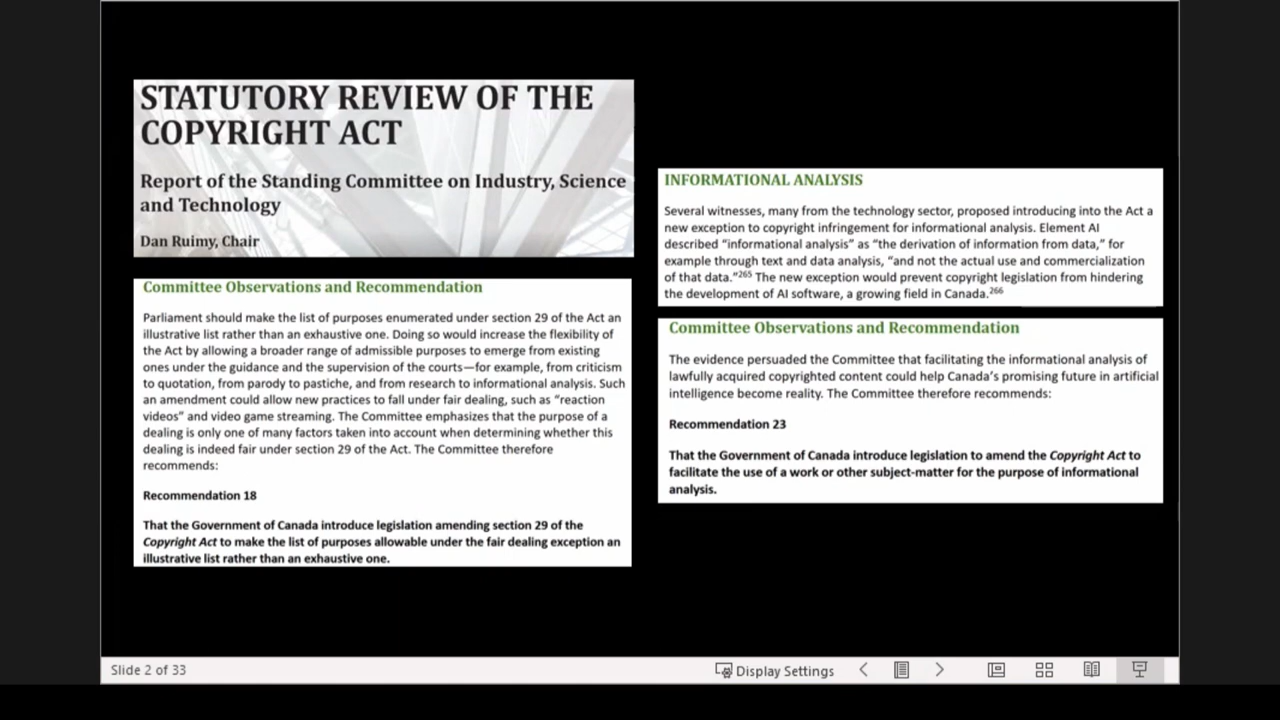 STATUTORY REVIEW OF THE
COPYRIGHT ACT
Report of the Standing Committee on Industry, Science
and Technology
Dan Ruimy, Chair
Committee Observations and Recommendation
Parliament should make the list of purposes enumerated under section 29 of the Act an
illustrative list rather than an exhaustive one. Doing so would increase the flexibility of
the Act by allowing a broader range of admissible purposes to emerge from existing
ones under the guidance and the supervision of the courts—for example, from criticism
to quotation, from parody to pastiche, and from research to informational analysis. Such
an amendment could allow new practices to fall under fair dealing, such as “reaction
videos” and video game streaming. The Committee emphasizes that the purpose of a
dealing is only one of many factors taken into account when determining whether this
dealing is indeed fair under section 29 of the Act. The Committee therefore
recommends:
Recommendation 18
That the Government of Canada introduce legislation amending section 29 of the
Copyright Act to make the list of purposes allowable under the fair dealing exception an
illustrative list rather than an exhaustive one.
INFORMATIONAL ANALYSIS
Several witnesses, many from the technology sector, proposed introducing into the Act a
new exception to copyright infringement for informational analysis. Element AI
described “informational analysis” as “the derivation of information from data,” for
example through text and data analysis, “and not the actual use and commercialization
of that data.”265 The new exception would prevent copyright legislation from hindering
the development of AI software, a growing field in Canada.266
Committee Observations and Recommendation
The evidence persuaded the Committee that facilitating the informational analysis of
lawfully acquired copyrighted content could help Canada’s promising future in artificial
intelligence become reality. The Committee therefore recommends:
Recommendation 23
That the Government of Canada introduce legislation to amend the Copyright Act to
facilitate the use of a work or other subject-matter for the purpose of informational
analysis.
Slide 2 of 33
Display Settings